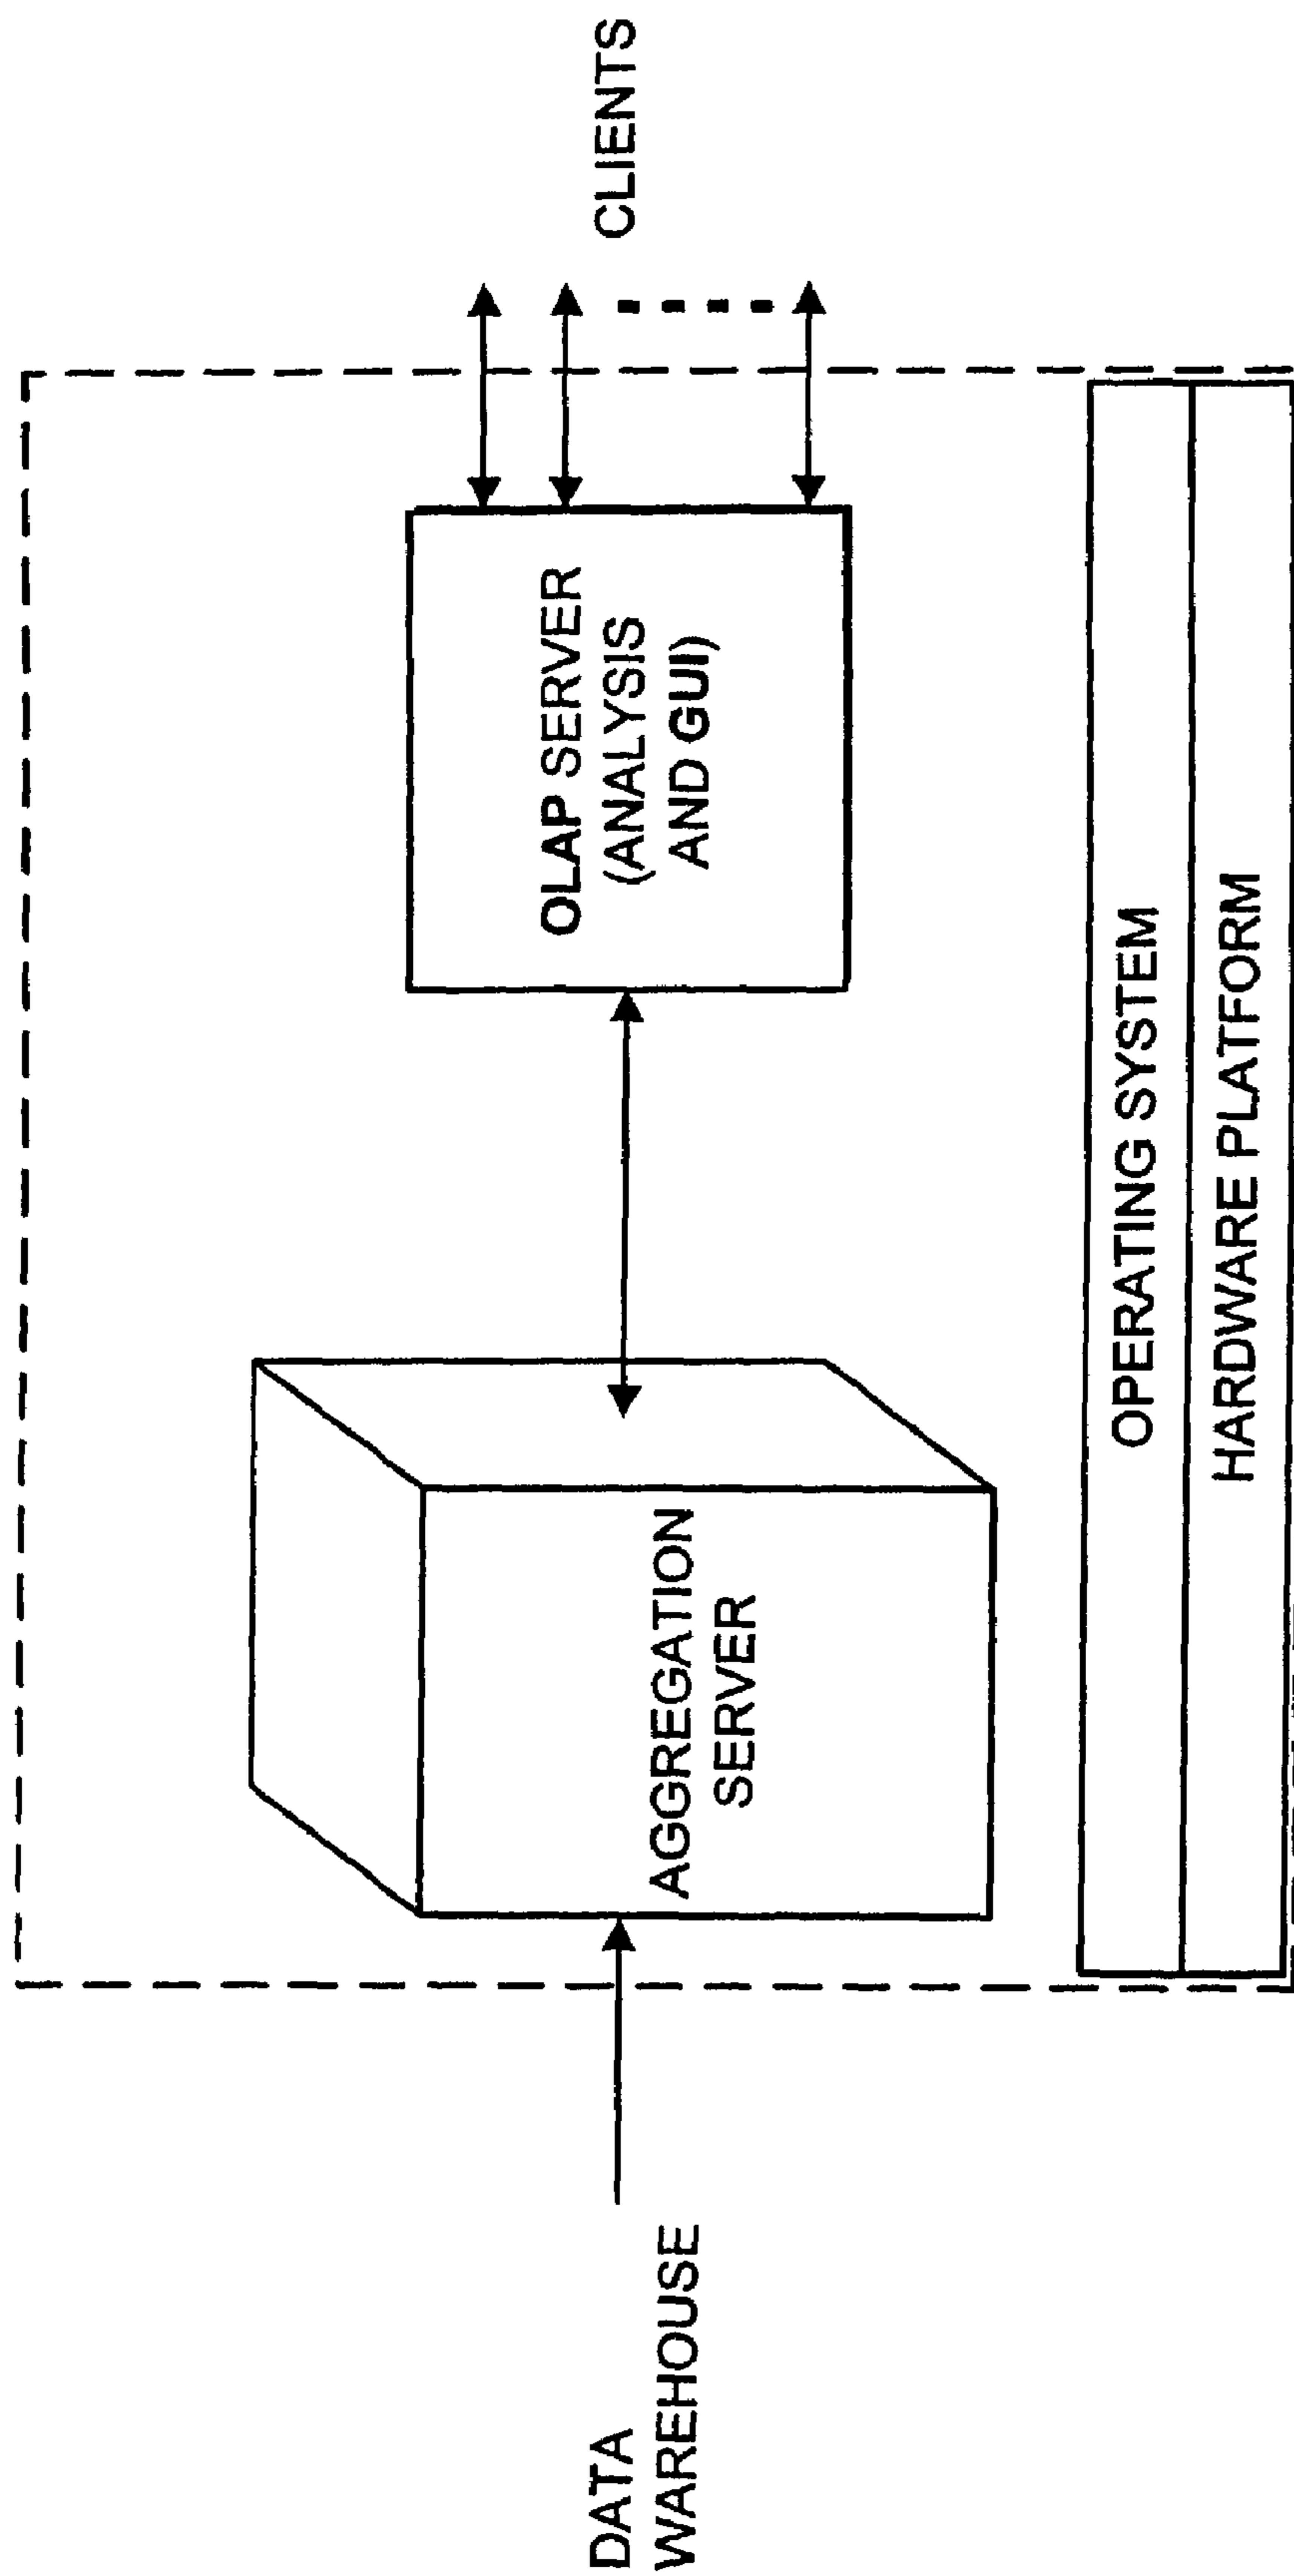 DATA
WAREHOUSE
AGGREGATION
SERVER
OLAP SERVER
(ANALYSIS
AND GUI)
CLIENTS
OPERATING SYSTEM
HARDWARE PLATFORM